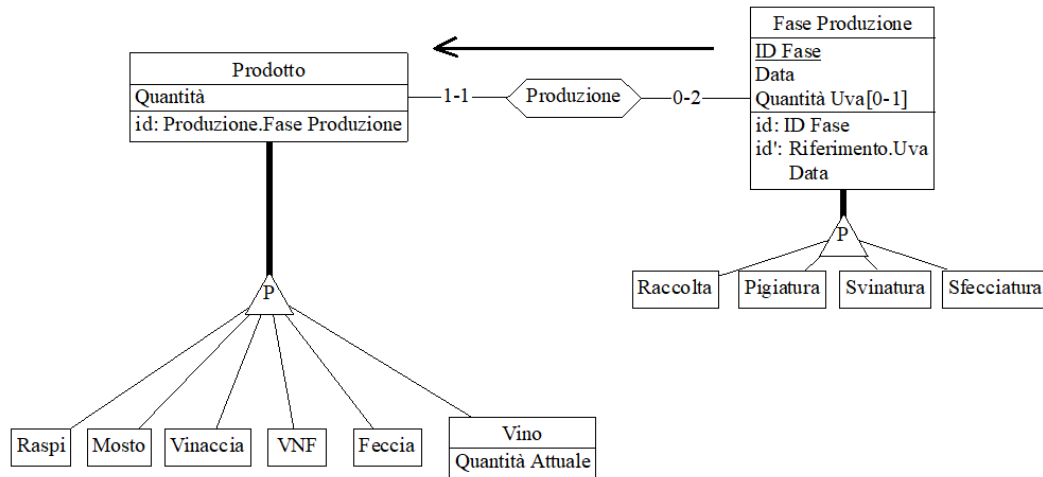 Fase Produzione
ID Fase
Data
Quantità Uva[0-1]
id: ID Fase
id': Riferimento.Uva
Data
Prodotto
Quantità
id: Produzione.Fase Produzione
1-1
Produzione
0-2
P
Raccolta
Pigiatura
Svinatura
Sfecciatura
P
Raspi
Mosto
Vinaccia
VNF
Feccia
Vino
Quantità Attuale